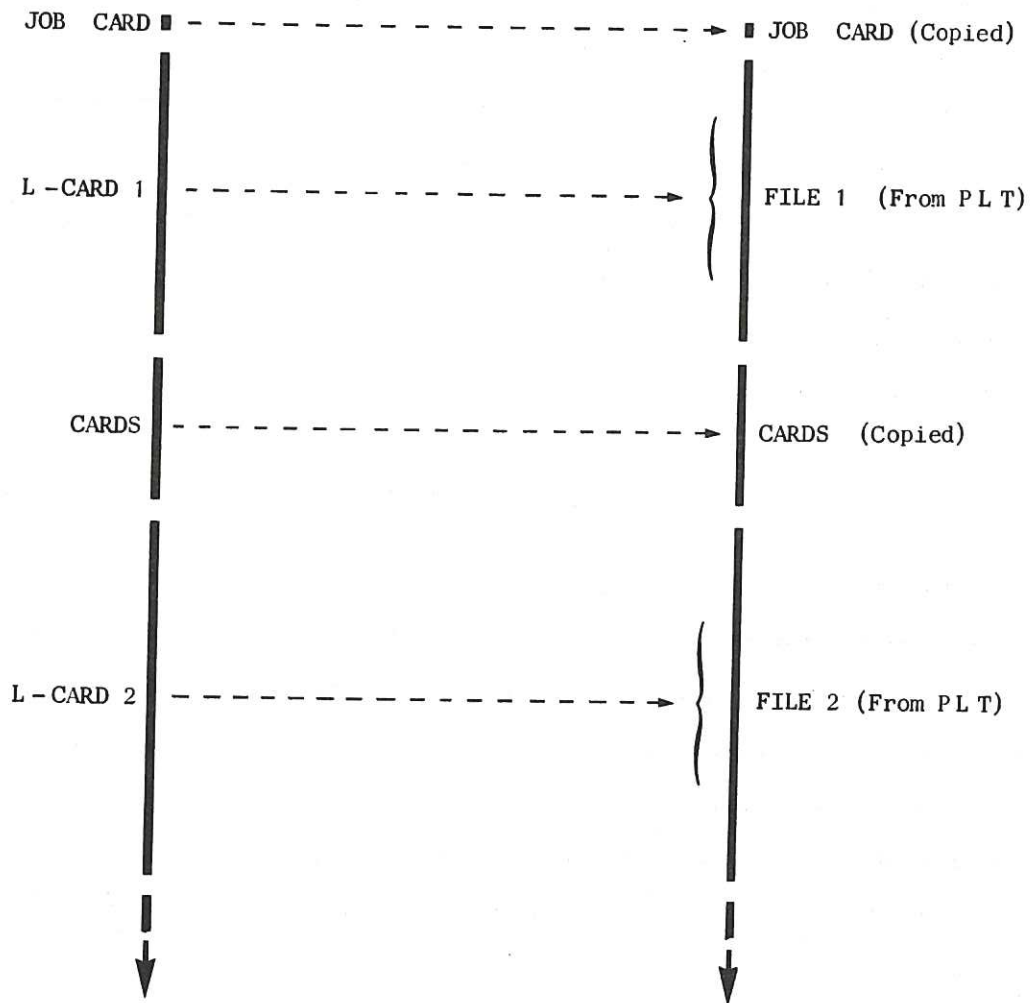 JOB CARD
JOB CARD (Copied)
L-CARD 1
FILE 1 (From PLT)
CARDS
CARDS (Copied)
L-CARD 2
FILE 2 (From PLT)